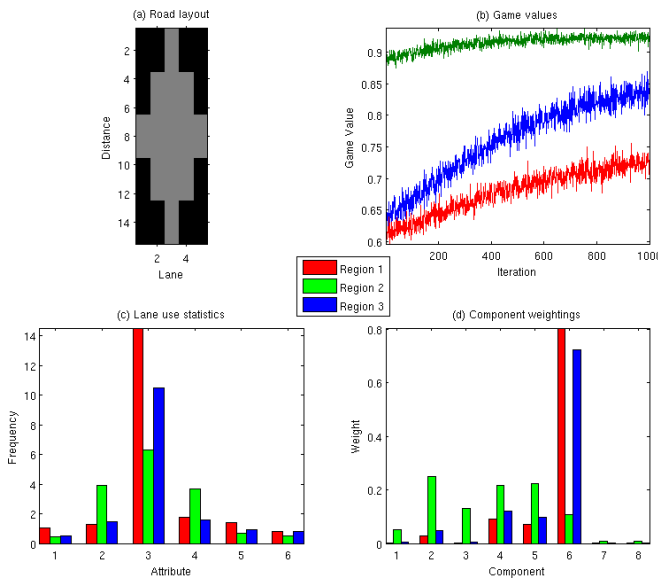 (a) Road layout
2
4
6
8
10
12
14
Distance
2 4
Lane
(b) Game values
0.9
0.85
0.8
0.75
0.7
0.65
0.6
Game Value
200 400 600 800 1000
Iteration
Region 1
Region 2
Region 3
(c) Lane use statistics
14
12
10
8
6
4
2
0
Frequency
1 2 3 4 5 6
Attribute
(d) Component weightings
0.8
0.6
0.4
0.2
0
Weight
1 2 3 4 5 6 7 8
Component